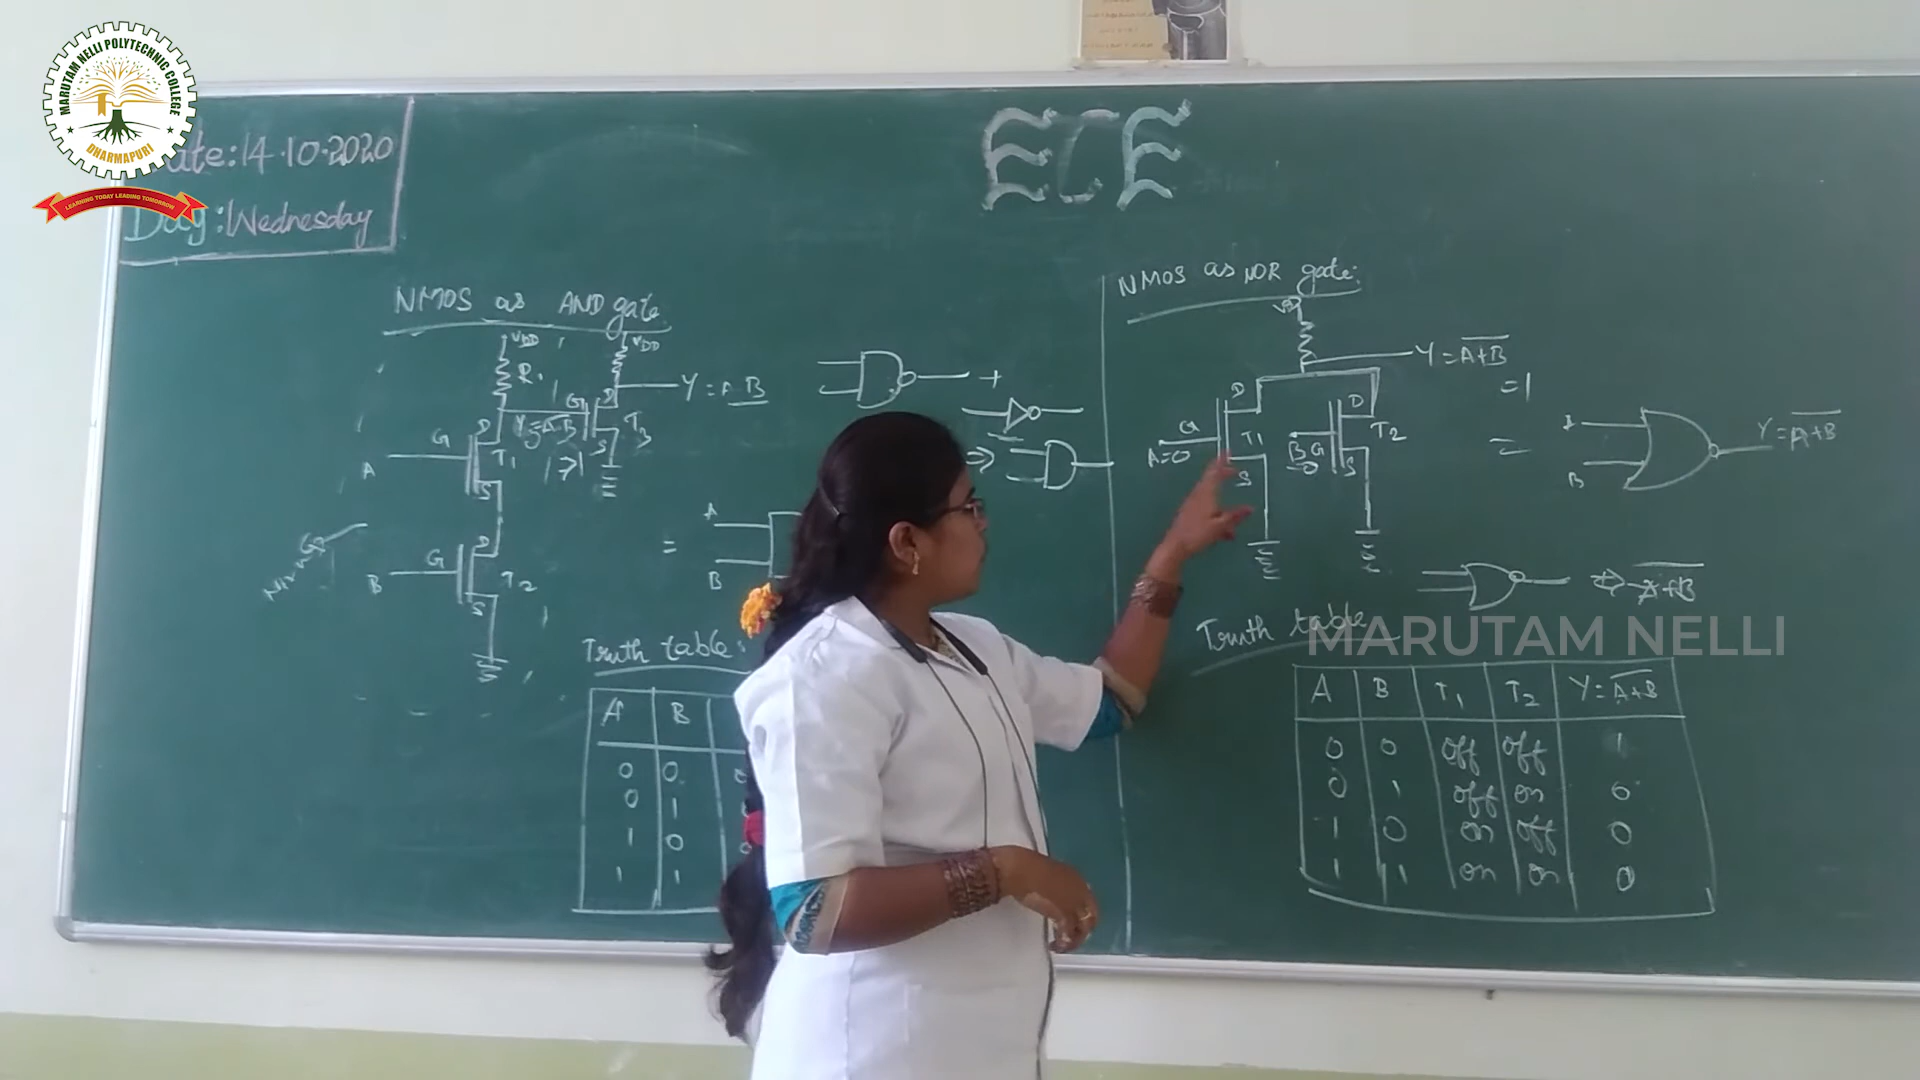 MARUTAM NELLI POLYTECHNIC COLLEGE
DHARMAPURI
LEARNING TODAY LEADING TOMORROW
ate:14.10.2020
Day:Wednesday
ECE
NMOS as AND gate
VDD
VDD
R1
G
D
Y = A B
G
D
T3
S
A
T1
S
G
D
B
T2
S
=
A
B
+
⇒
Truth table:
A B
0 0
0 1
1 0
1 1
NMOS as NOR gate:
Y = A+B
= 1
D
D
G
T1
T2
A=0
B G
S
S
=
B
Y = A+B
A+B
Truth table
MARUTAM NELLI
A B T1 T2 Y = A+B
0 0 off off 1
0 1 off on 0
1 0 on off 0
1 1 on on 0